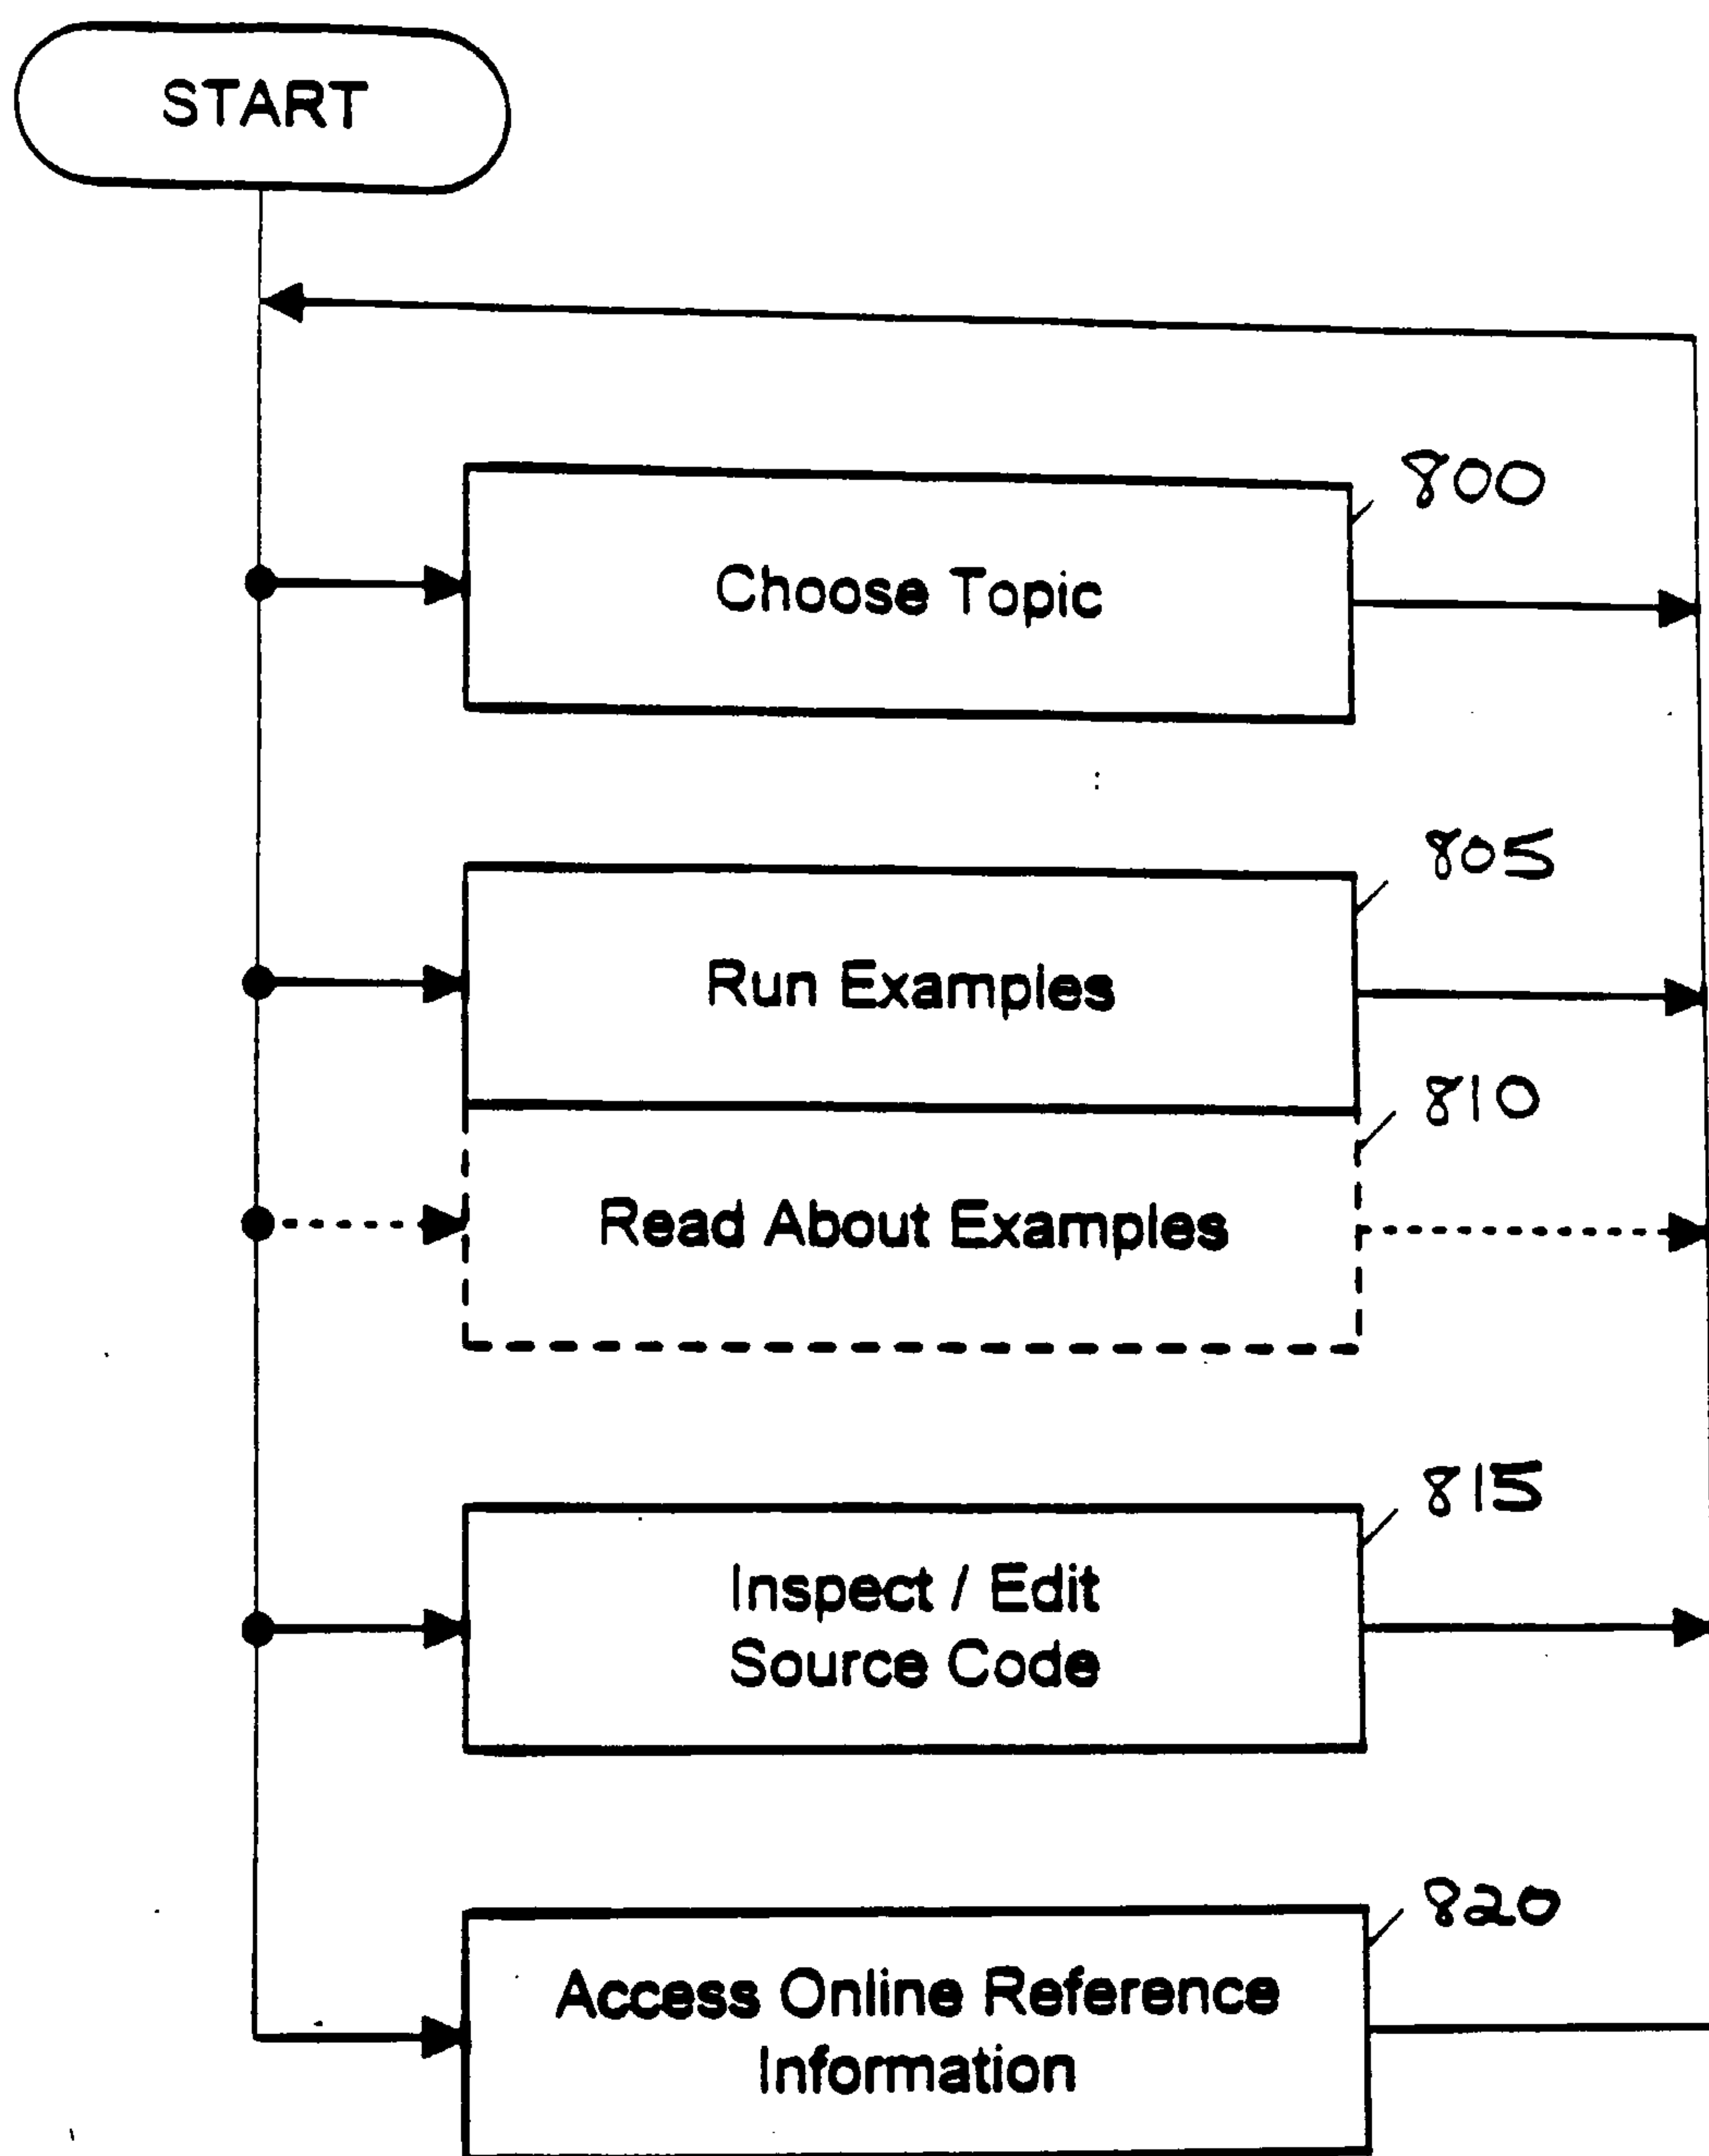 START
800
Choose Topic
805
Run Examples
810
Read About Examples
815
Inspect / Edit
Source Code
820
Access Online Reference
Information